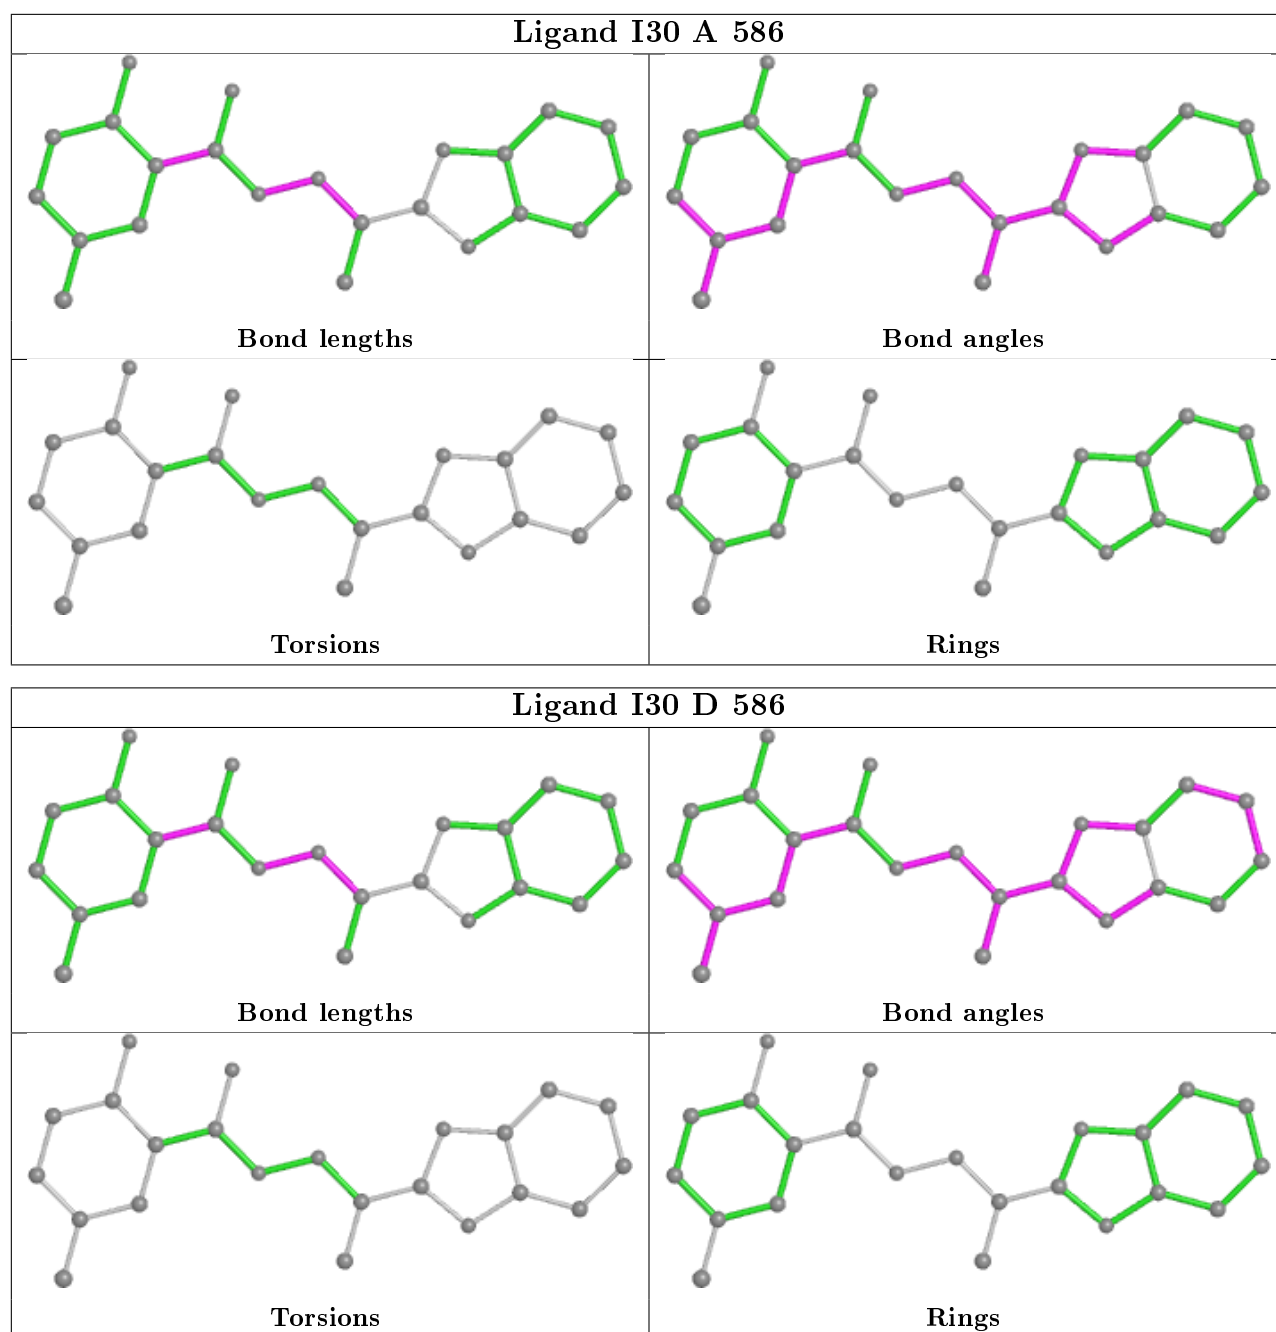 Ligand I30 A 586
Bond lengths
Bond angles
Torsions
Rings
Ligand I30 D 586
Bond lengths
Bond angles
Torsions
Rings